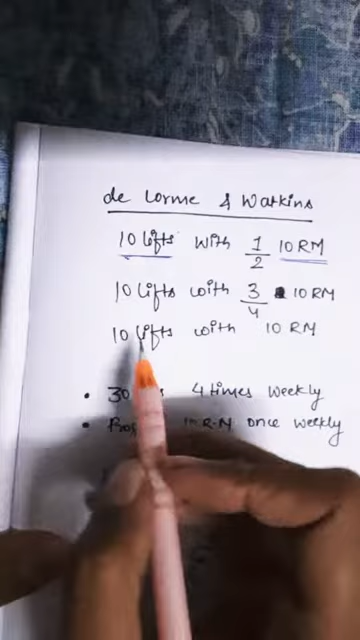 de Lorme & Watkins
10 lifts with 1/2 10 RM
10 lifts with 3/4 10 RM
10 lifts with 10 RM
• 30 4 times weekly
• once weekly